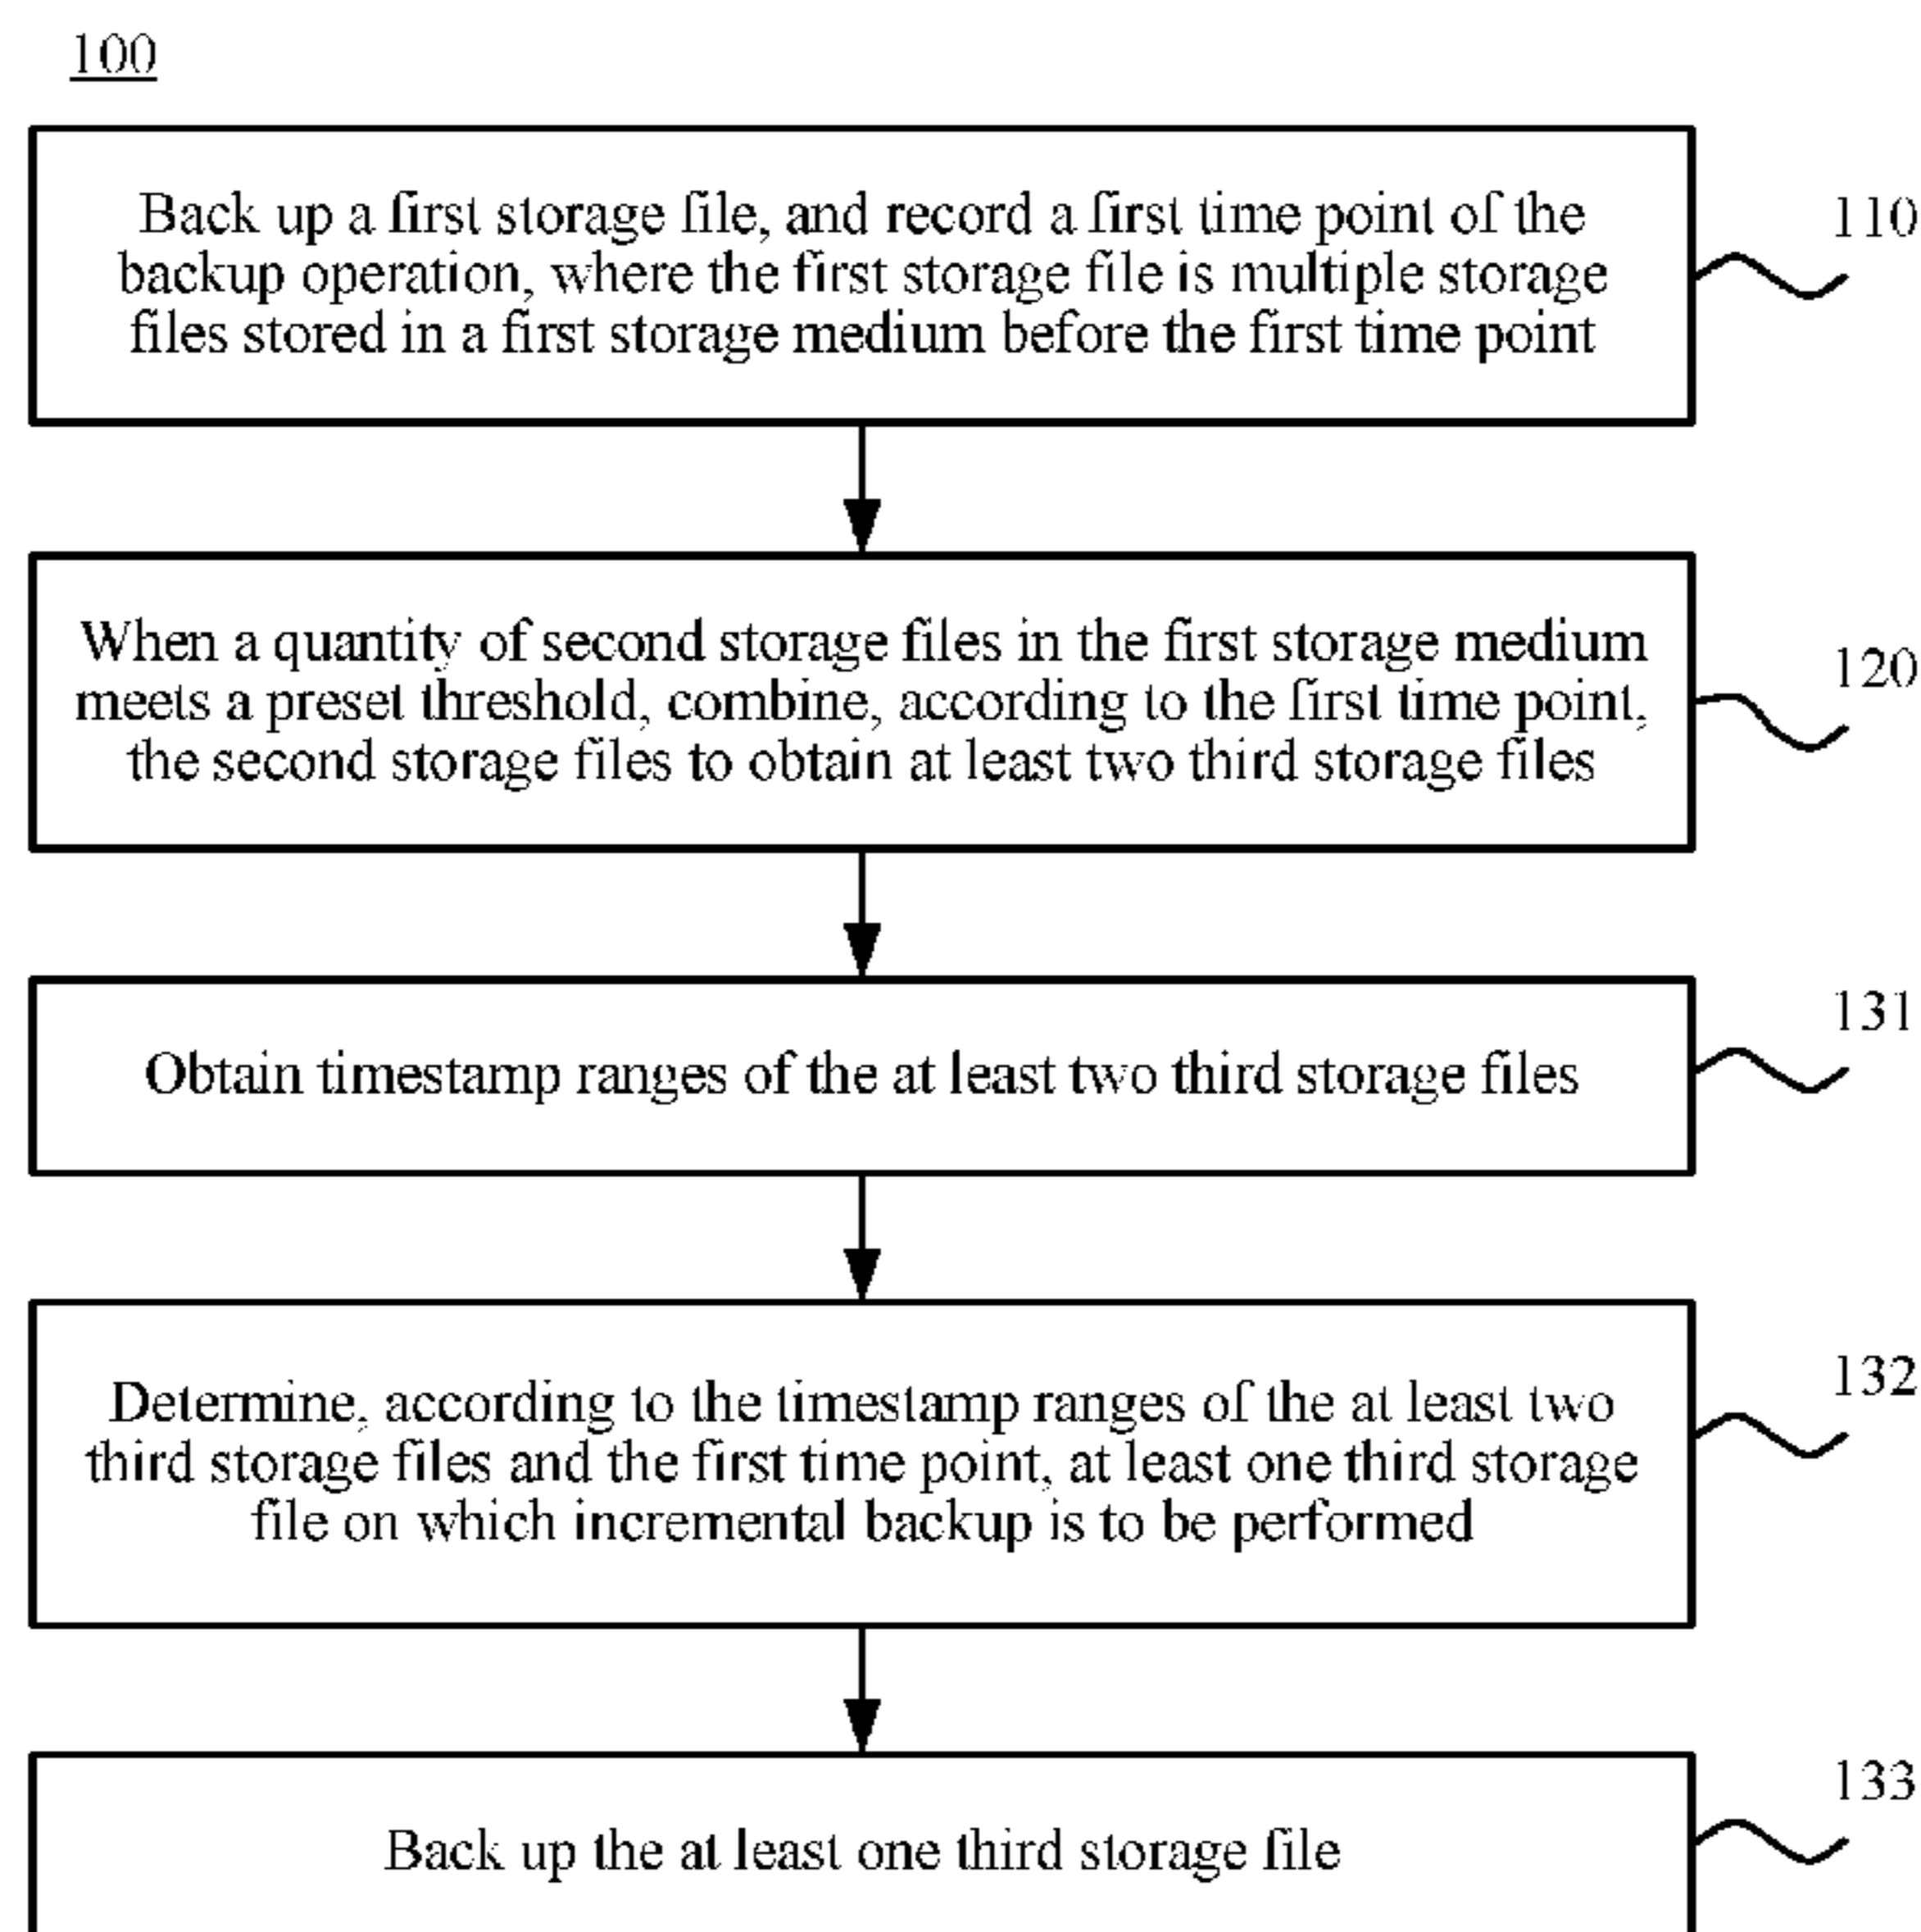 100
Back up a first storage file, and record a first time point of the
backup operation, where the first storage file is multiple storage
files stored in a first storage medium before the first time point
110
When a quantity of second storage files in the first storage medium
meets a preset threshold, combine, according to the first time point,
the second storage files to obtain at least two third storage files
120
Obtain timestamp ranges of the at least two third storage files
131
Determine, according to the timestamp ranges of the at least two
third storage files and the first time point, at least one third storage
file on which incremental backup is to be performed
132
Back up the at least one third storage file
133